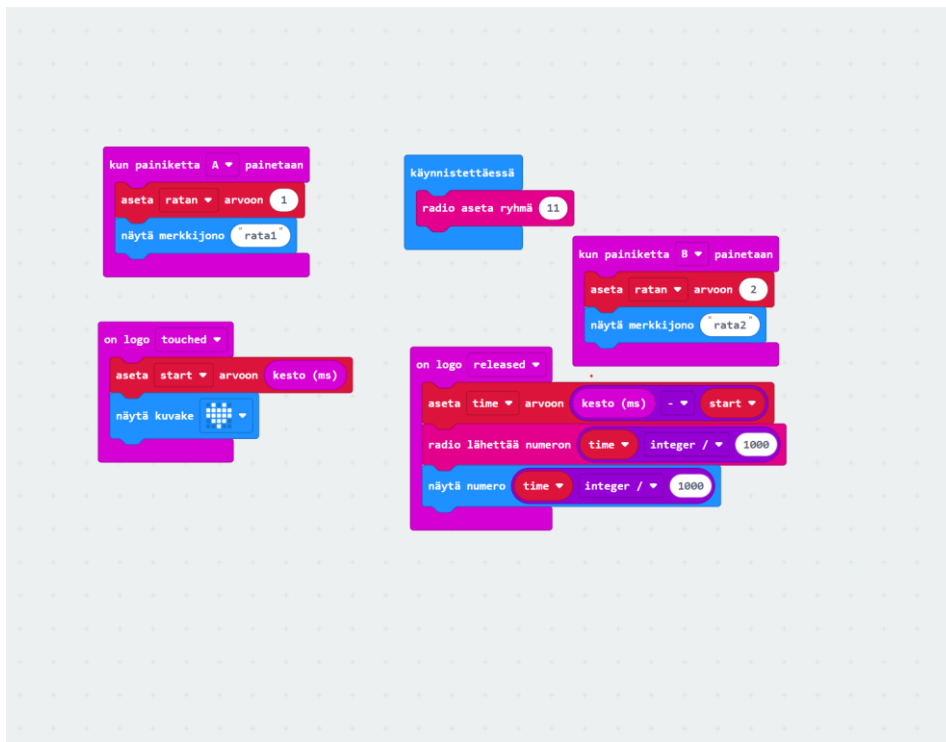 kun painiketta A painetaan
aseta ratan arvoon 1
näytä merkkijono "rata1"
käynnistettäessä
radio aseta ryhmä 11
kun painiketta B painetaan
aseta ratan arvoon 2
näytä merkkijono "rata2"
on logo touched
aseta start arvoon kesto (ms)
näytä kuvake
on logo released
aseta time arvoon kesto (ms) - start
radio lähettää numeron time integer / 1000
näytä numero time integer / 1000